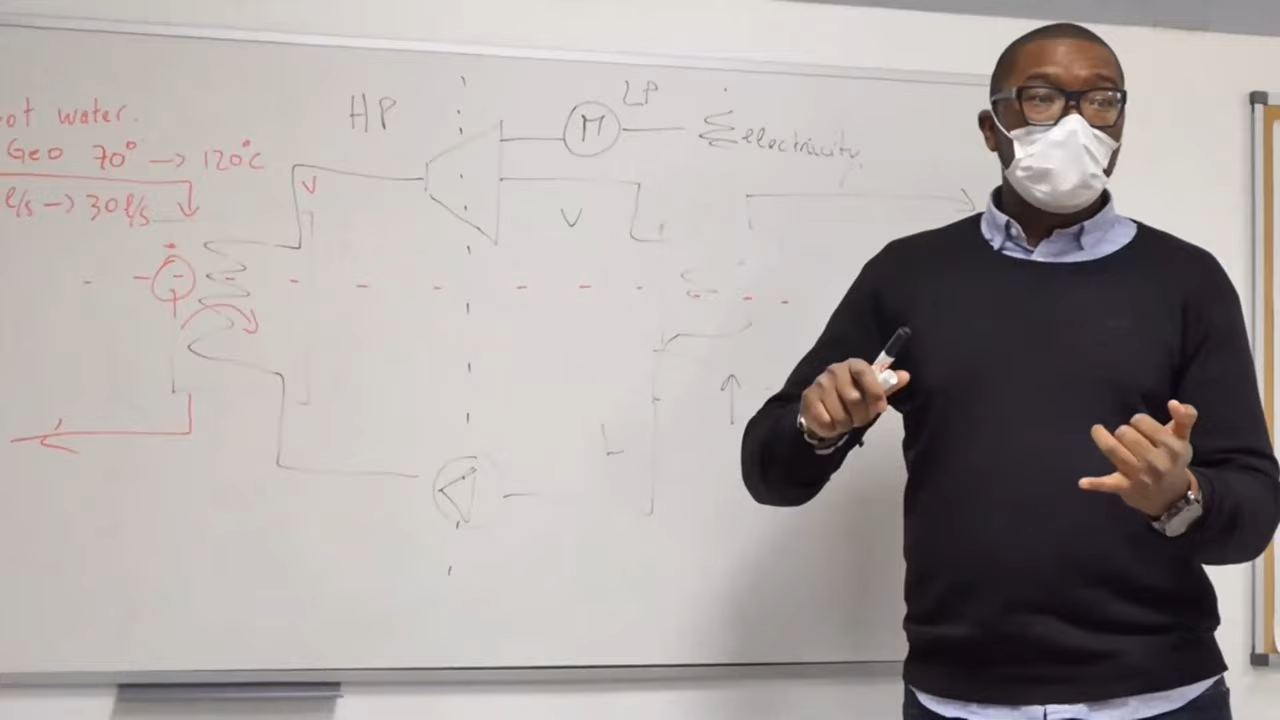 ot water.
Geo 70° -> 120°C
l/s -> 30 l/s
HP
LP
M
Σ electricity.
V
V
L